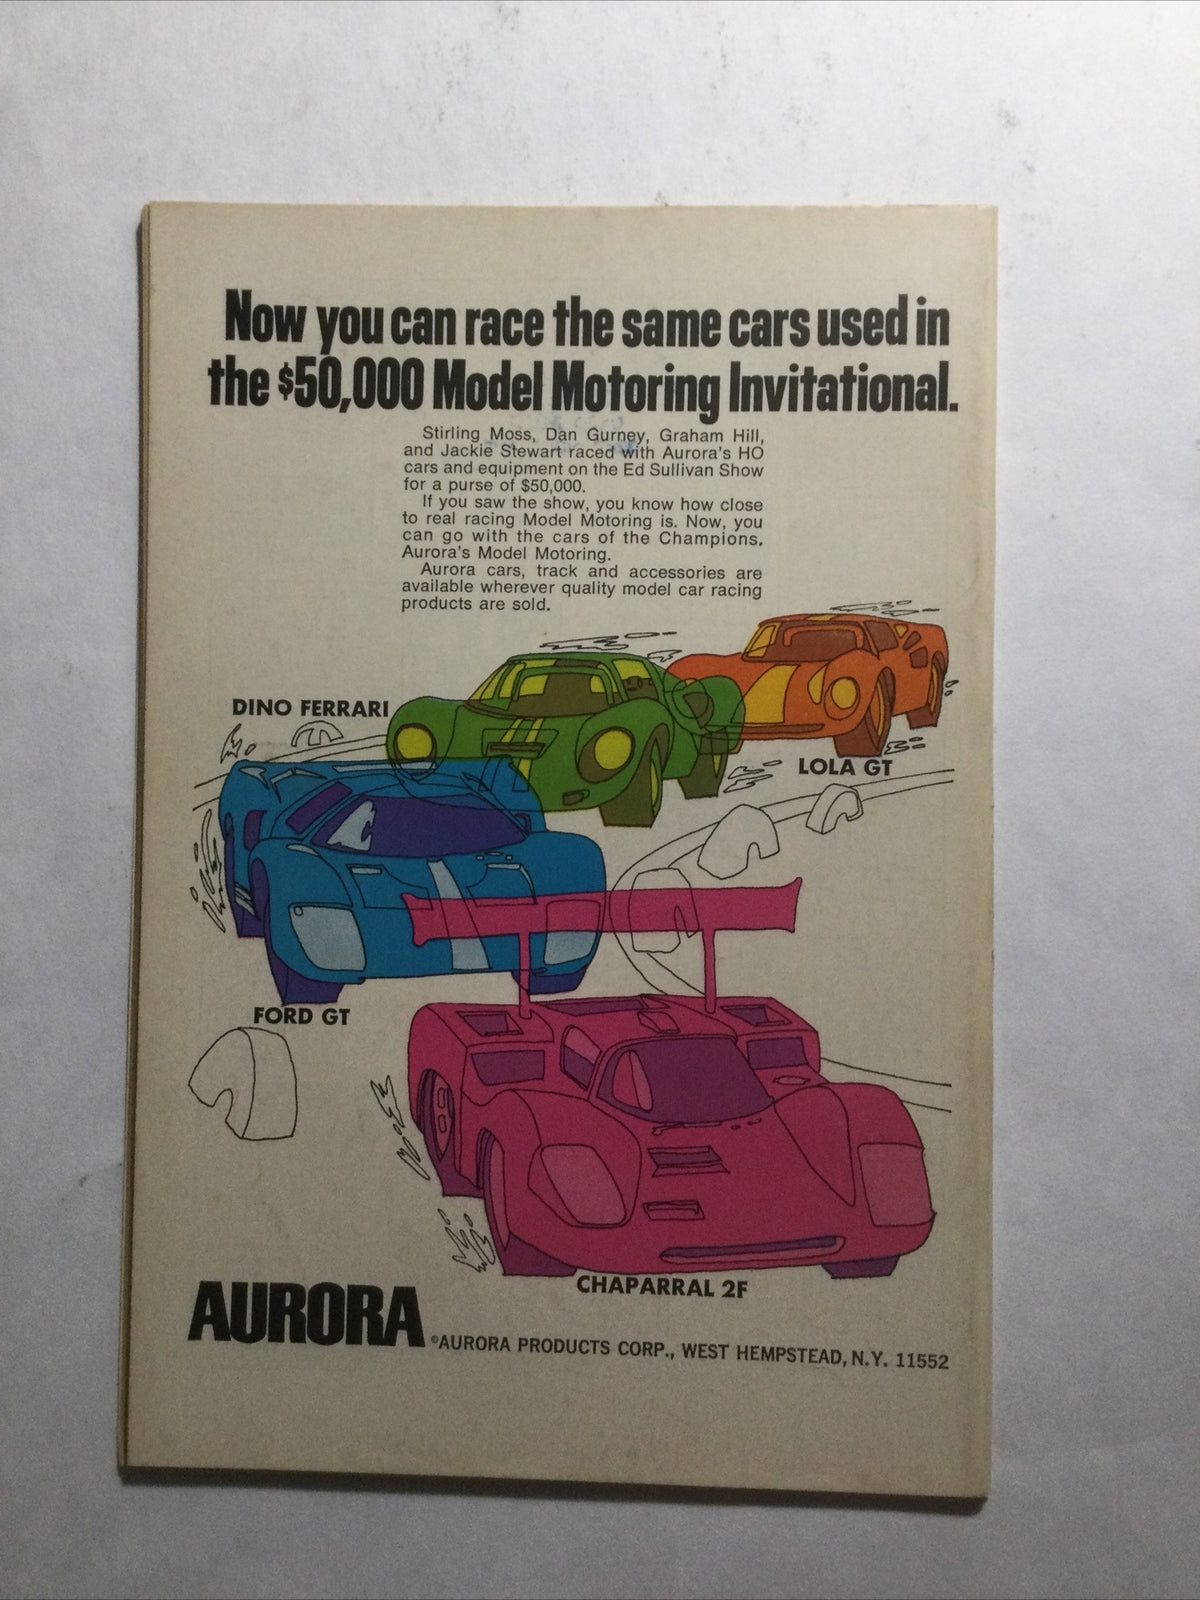 Now you can race the same cars used in
the $50,000 Model Motoring Invitational.
Stirling Moss, Dan Gurney, Graham Hill,
and Jackie Stewart raced with Aurora's HO
cars and equipment on the Ed Sullivan Show
for a purse of $50,000.
If you saw the show, you know how close
to real racing Model Motoring is. Now, you
can go with the cars of the Champions.
Aurora's Model Motoring.
Aurora cars, track and accessories are
available wherever quality model car racing
products are sold.
DINO FERRARI
LOLA GT
FORD GT
CHAPARRAL 2F
AURORA
©AURORA PRODUCTS CORP., WEST HEMPSTEAD, N.Y. 11552